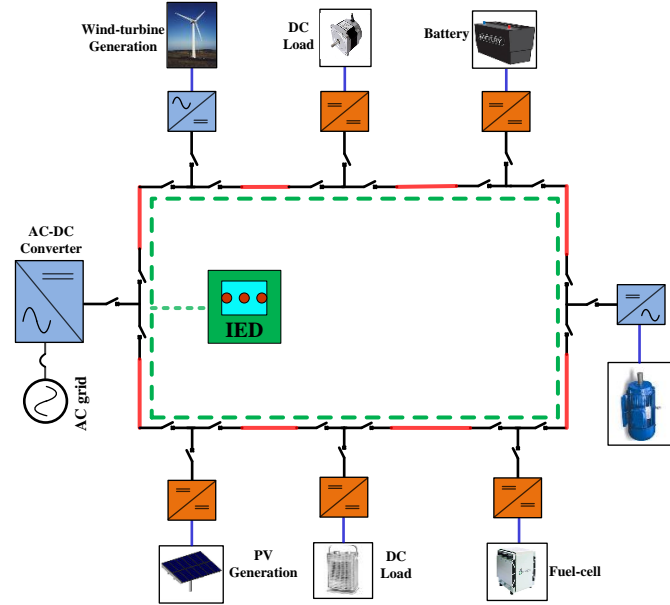 Wind-turbine
Generation
DC
Load
Battery
AC-DC
Converter
IED
AC grid
PV
Generation
DC
Load
Fuel-cell